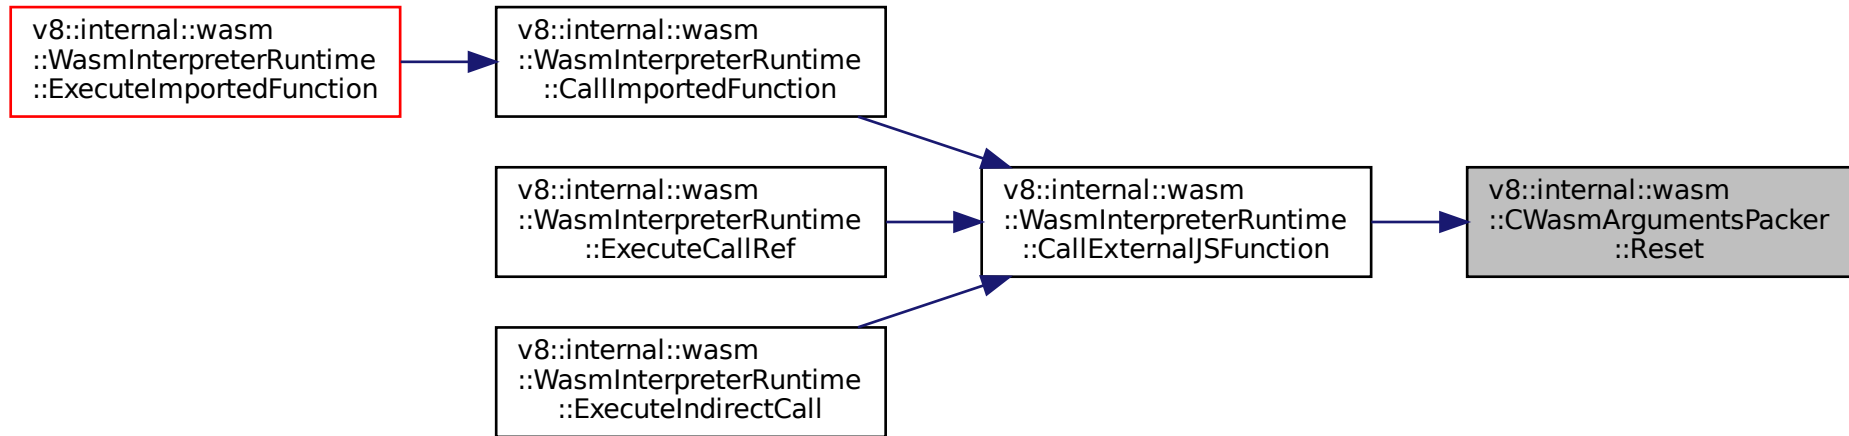 v8::internal::wasm
::WasmInterpreterRuntime
::ExecuteImportedFunction
v8::internal::wasm
::WasmInterpreterRuntime
::CallImportedFunction
v8::internal::wasm
::WasmInterpreterRuntime
::ExecuteCallRef
v8::internal::wasm
::WasmInterpreterRuntime
::ExecuteIndirectCall
v8::internal::wasm
::WasmInterpreterRuntime
::CallExternalJSFunction
v8::internal::wasm
::CWasmArgumentsPacker
::Reset